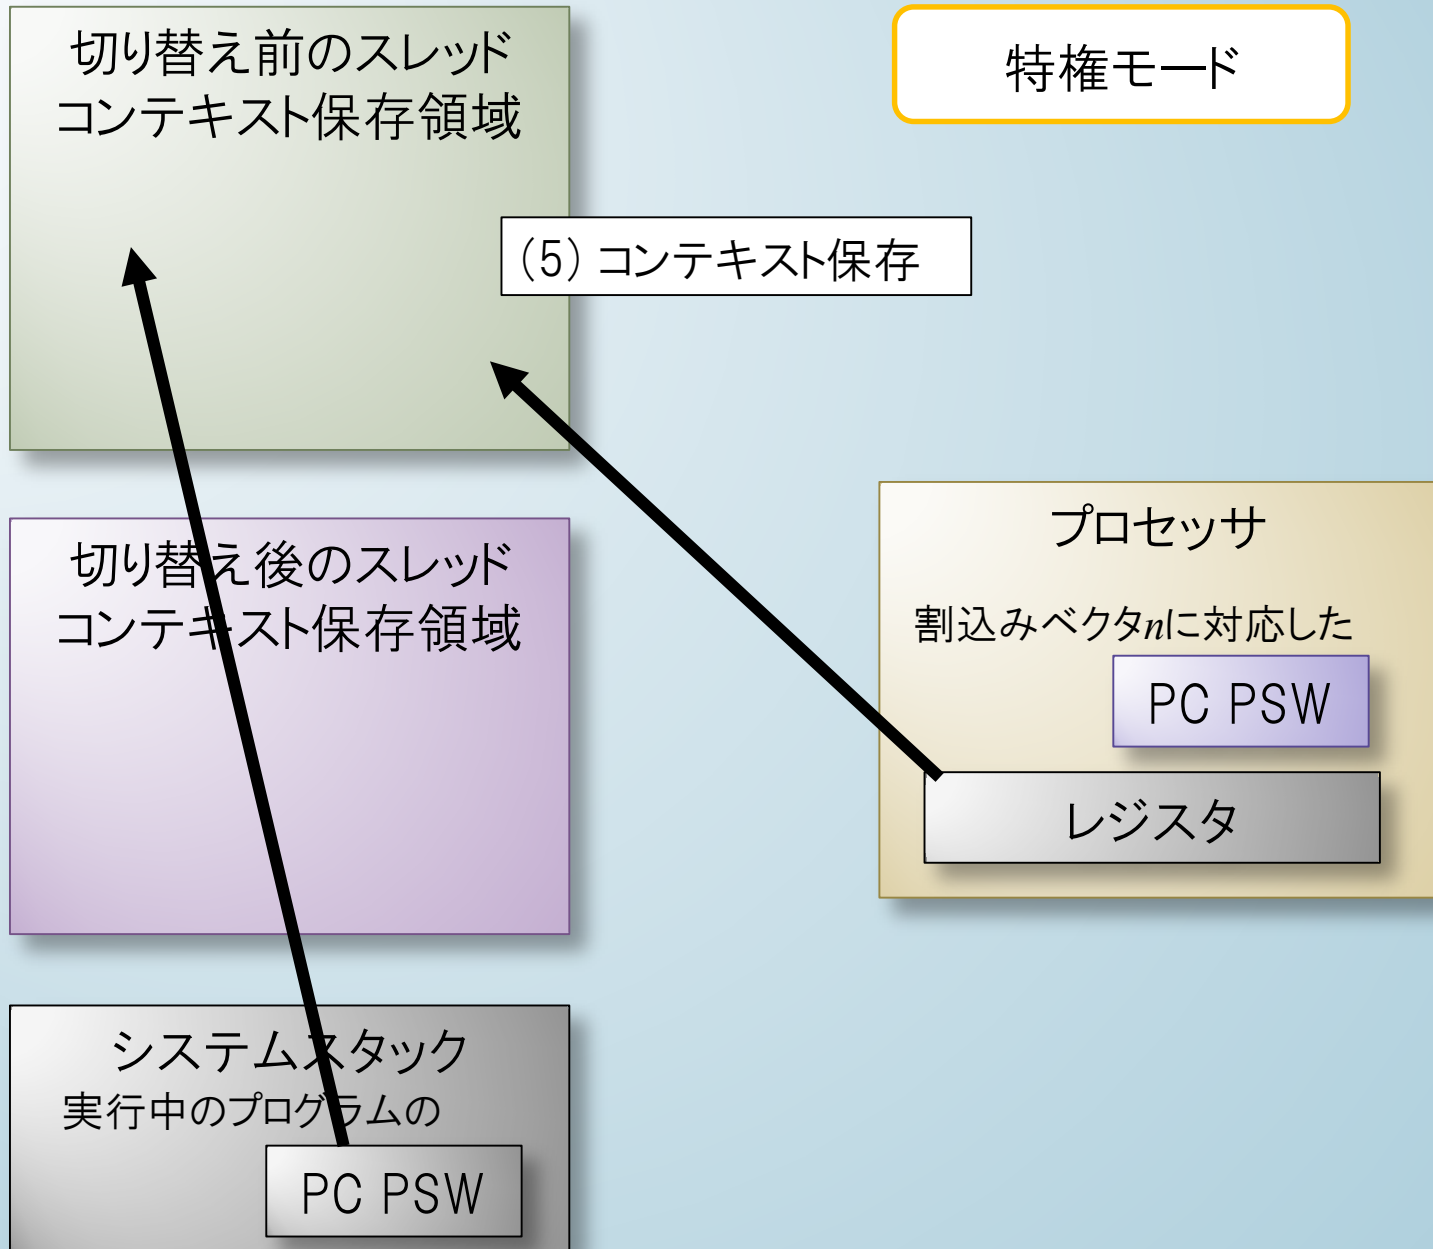 切り替え前のスレッド
コンテキスト保存領域
特権モード
(5) コンテキスト保存
切り替え後のスレッド
コンテキスト保存領域
プロセッサ
割込みベクタnに対応した
PC PSW
レジスタ
システムスタック
実行中のプログラムの
PC PSW